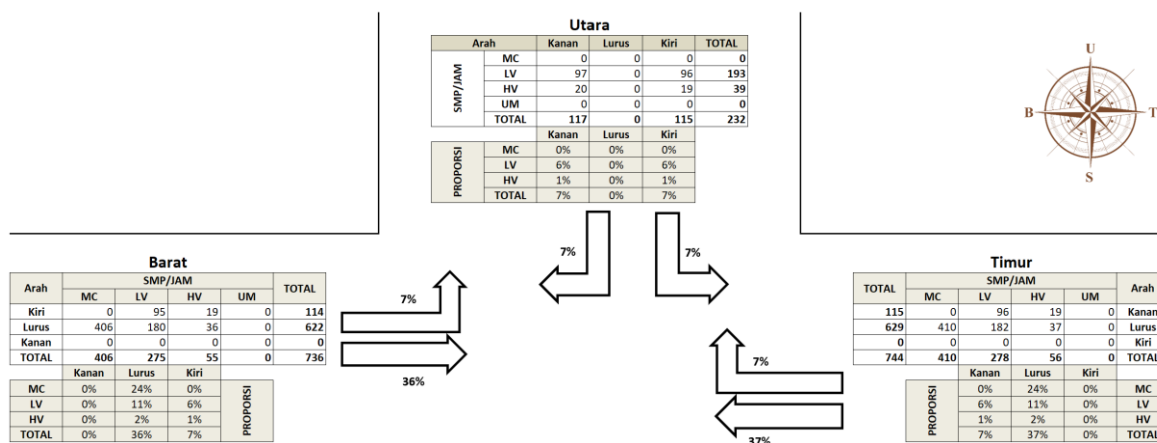 Utara
Arah Kanan Lurus Kiri TOTAL
SMP/JAM
MC 0 0 0 0
LV 97 0 96 193
HV 20 0 19 39
UM 0 0 0 0
TOTAL 117 0 115 232
Kanan Lurus Kiri
PROPORSI
MC 0% 0% 0%
LV 6% 0% 6%
HV 1% 0% 1%
TOTAL 7% 0% 7%
U
B T
S
7% 7%
Barat
Arah SMP/JAM TOTAL
MC LV HV UM
Kiri 0 95 19 0 114
Lurus 406 180 36 0 622
Kanan 0 0 0 0 0
TOTAL 406 275 55 0 736
Kanan Lurus Kiri
MC 0% 24% 0%
LV 0% 11% 6%
HV 0% 2% 1%
TOTAL 0% 36% 7%
PROPORSI
7%
36%
7%
37%
Timur
TOTAL SMP/JAM Arah
MC LV HV UM
115 0 96 19 0 Kanan
629 410 182 37 0 Lurus
0 0 0 0 0 Kiri
744 410 278 56 0 TOTAL
Kanan Lurus Kiri
PROPORSI
0% 24% 0% MC
6% 11% 0% LV
1% 2% 0% HV
7% 37% 0% TOTAL